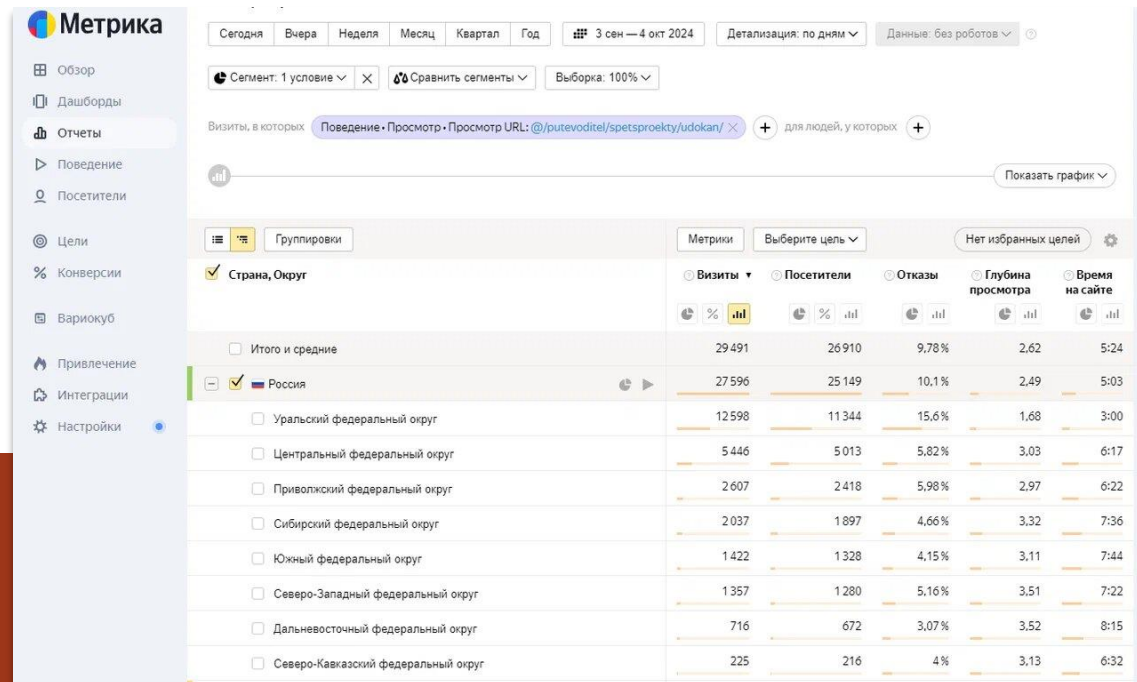 Метрика
Сегодня Вчера Неделя Месяц Квартал Год 3 сен — 4 окт 2024 Детализация: по дням Данные: без роботов
Обзор
Сегмент: 1 условие Сравнить сегменты Выборка: 100%
Дашборды
Отчеты
Визиты, в которых Поведение • Просмотр • Просмотр URL: @/putevoditel/spetsproekty/udokan/ × + для людей, у которых +
Поведение
Показать график
Посетители
Цели
Группировки Метрики Выберите цель Нет избранных целей
Конверсии
Страна, Округ Визиты ▼ Посетители Отказы Глубина просмотра Время на сайте
Вариокуб
Итого и средние 29 491 26 910 9,78 % 2,62 5:24
Привлечение
Россия 27 596 25 149 10,1 % 2,49 5:03
Интеграции
Уральский федеральный округ 12 598 11 344 15,6 % 1,68 3:00
Настройки
Центральный федеральный округ 5 446 5 013 5,82 % 3,03 6:17
Приволжский федеральный округ 2 607 2 418 5,98 % 2,97 6:22
Сибирский федеральный округ 2 037 1 897 4,66 % 3,32 7:36
Южный федеральный округ 1 422 1 328 4,15 % 3,11 7:44
Северо-Западный федеральный округ 1 357 1 280 5,16 % 3,51 7:22
Дальневосточный федеральный округ 716 672 3,07 % 3,52 8:15
Северо-Кавказский федеральный округ 225 216 4 % 3,13 6:32